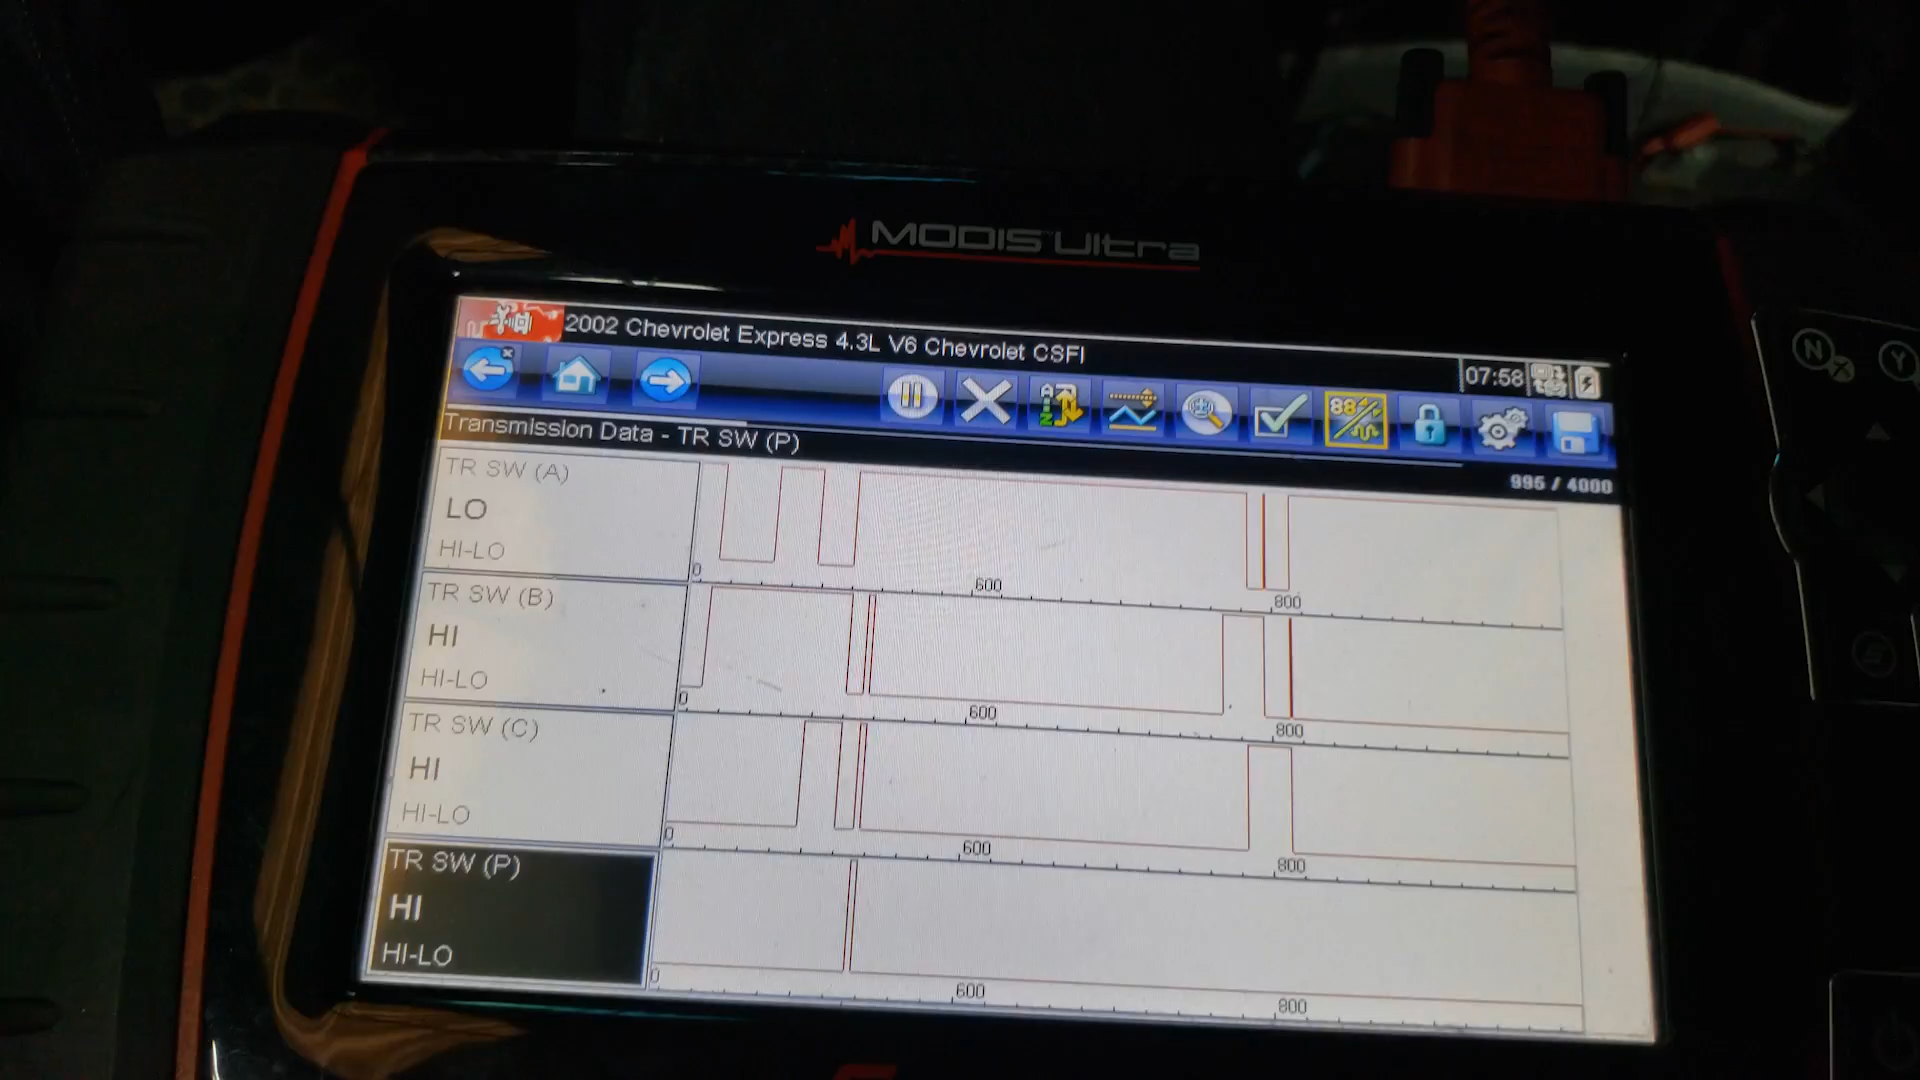 MODIS Ultra
2002 Chevrolet Express 4.3L V6 Chevrolet CSFI
07:58
Transmission Data - TR SW (P)
995 / 4000
TR SW (A)
LO
HI-LO
0
600
800
TR SW (B)
HI
HI-LO
0
600
800
TR SW (C)
HI
HI-LO
0
600
800
TR SW (P)
HI
HI-LO
0
600
800
N
X
Y
S